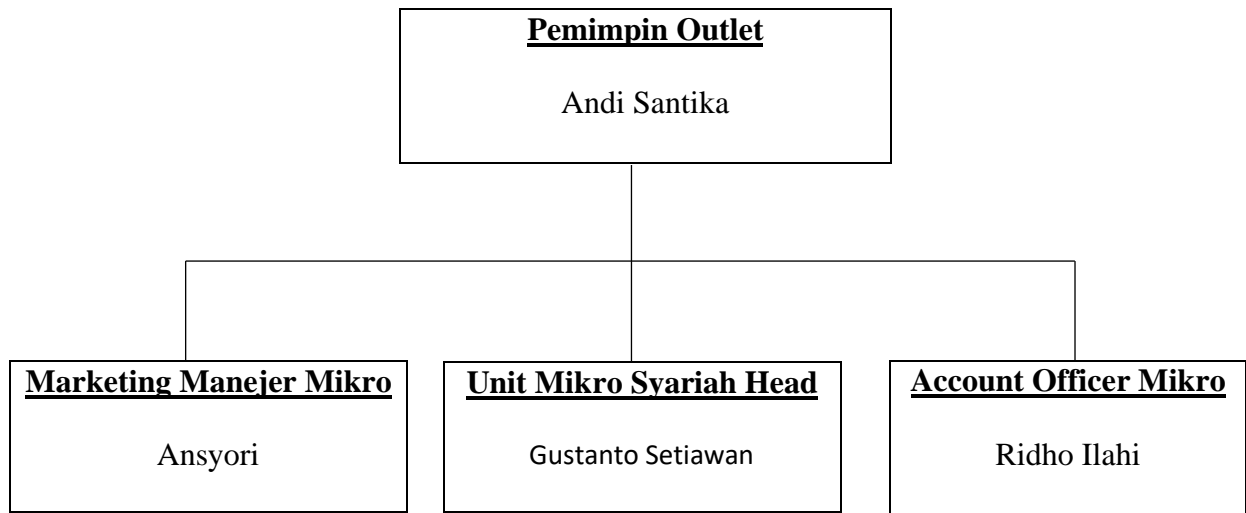 Pemimpin Outlet
Andi Santika
Marketing Manejer Mikro
Ansyori
Unit Mikro Syariah Head
Gustanto Setiawan
Account Officer Mikro
Ridho Ilahi